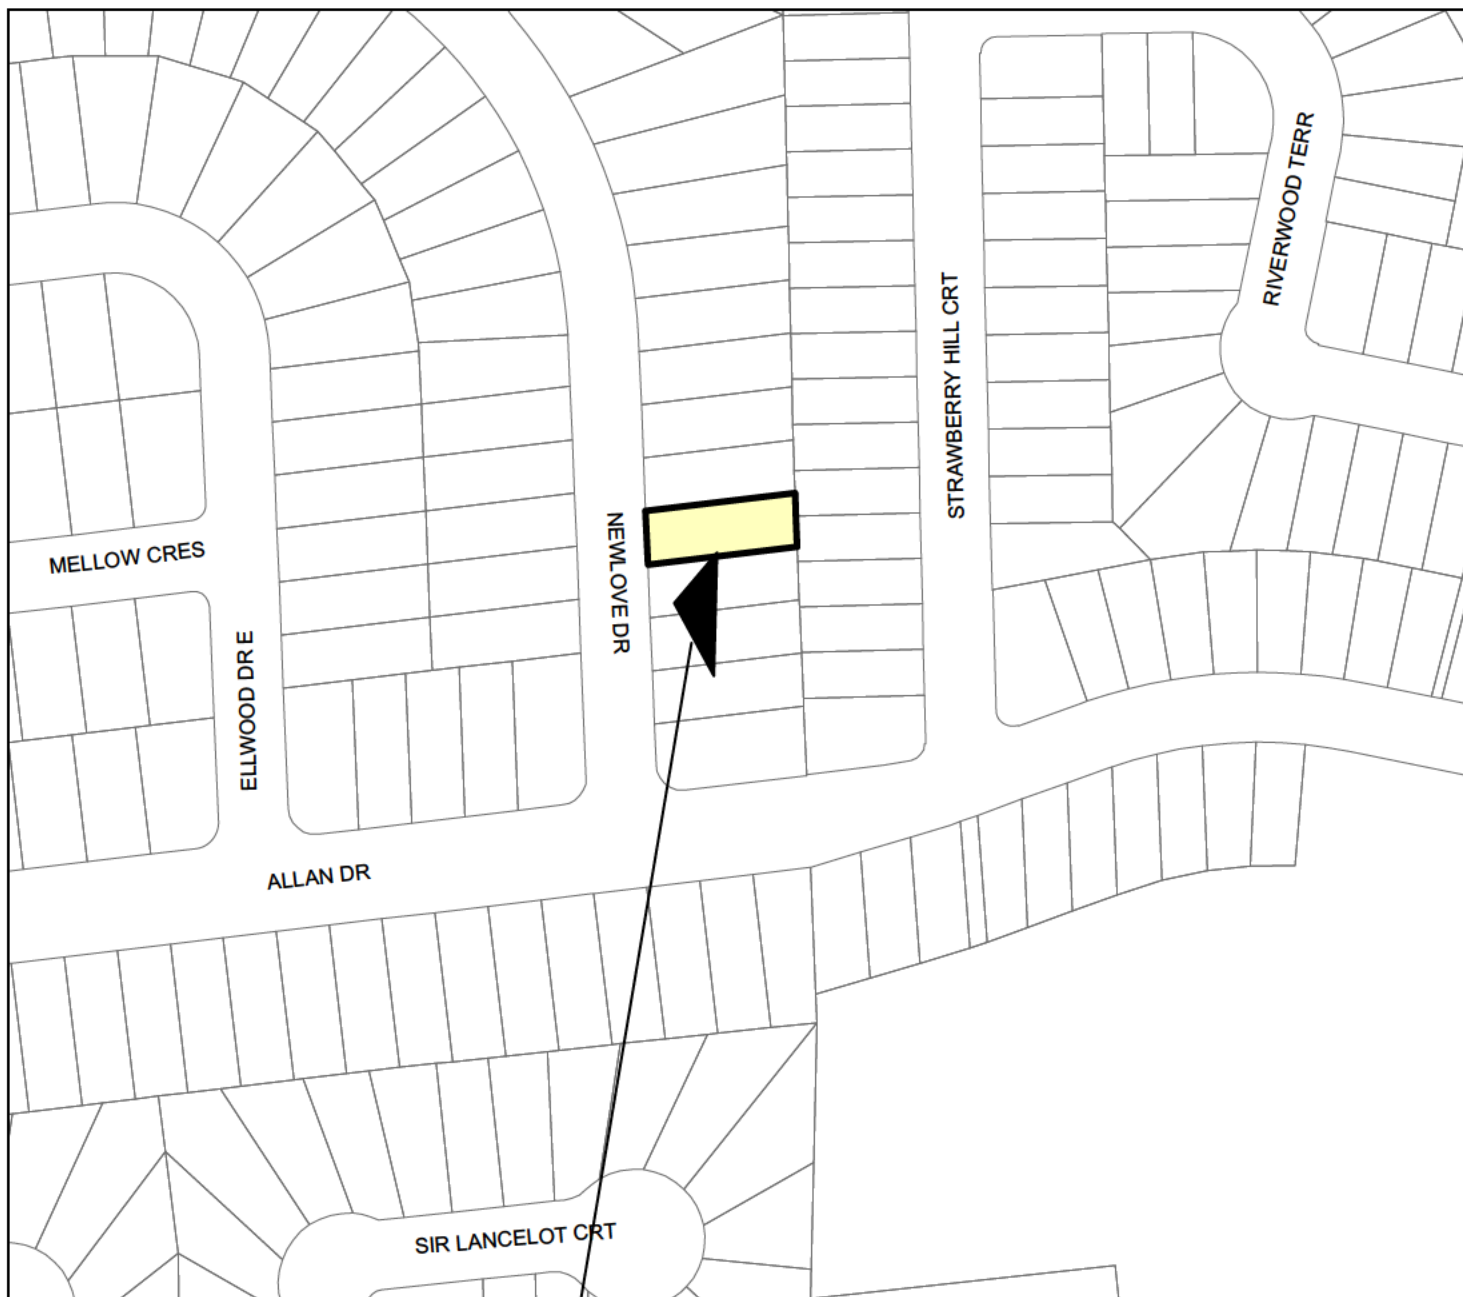 RIVERWOOD TERR
STRAWBERRY HILL CRT
NEWLOVE DR
MELLOW CRES
ELLWOOD DR E
ALLAN DR
SIR LANCELOT CRT